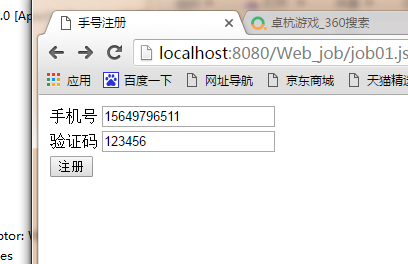 .0 [Ap
手号注册
卓杭游戏_360搜索
localhost:8080/Web_job/job01.js
应用 百度一下 网址导航 京东商城 天猫精选
手机号 15649796511
验证码 123456
注册
ptor: W
es